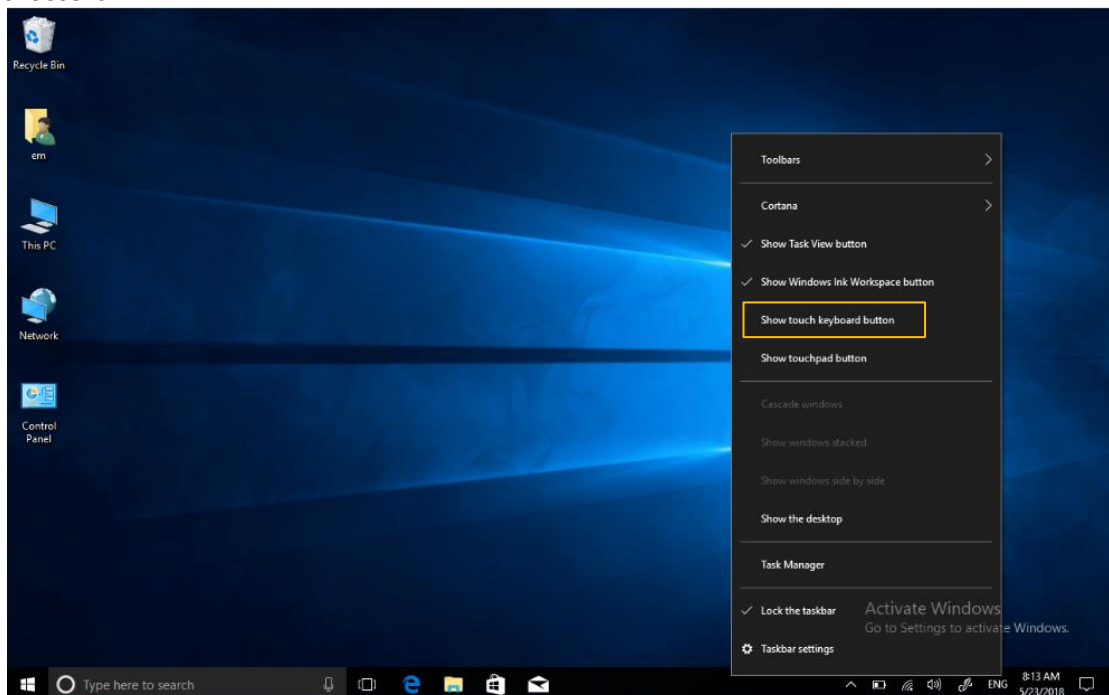 Recycle Bin
em
This PC
Network
Control
Panel
Toolbars
Cortana
Show Task View button
Show Windows Ink Workspace button
Show touch keyboard button
Show touchpad button
Cascade windows
Show windows stacked
Show windows side by side
Show the desktop
Task Manager
Lock the taskbar
Taskbar settings
Activate Windows
Go to Settings to activate Windows.
Type here to search
ENG
8:13 AM
5/23/2018